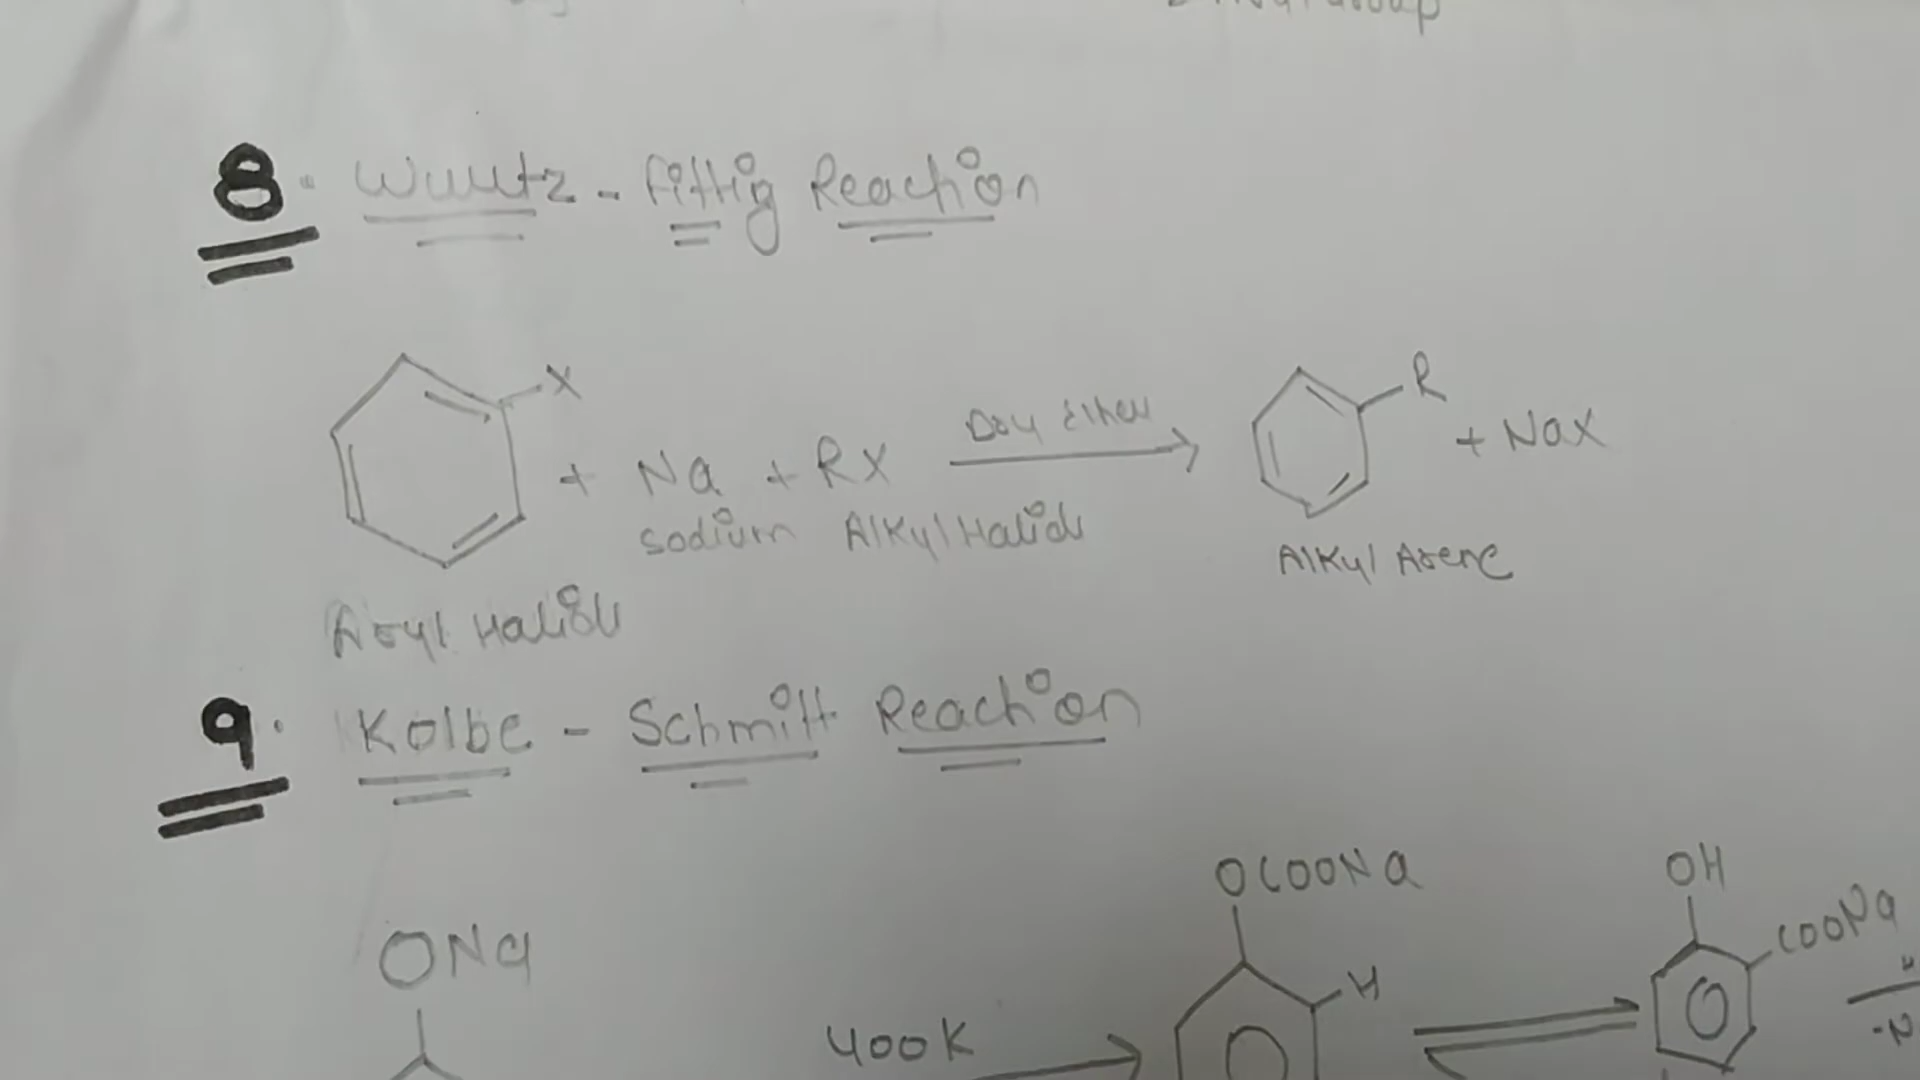 8. Wurtz - fittig Reaction
X
R
Dry Ether
+ Na + RX
+ NaX
sodium Alkyl Halide
Alkyl Arene
Aryl Halide
9. Kolbe - Schmitt Reaction
OCOONa
OH
COONa
ONa
H
400K